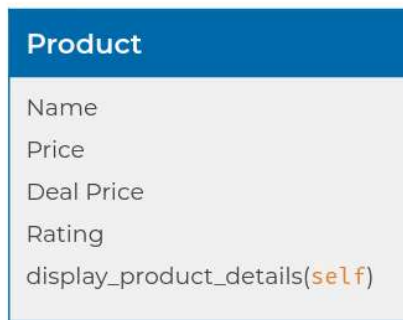 Product
Name
Price
Deal Price
Rating
display_product_details(self)